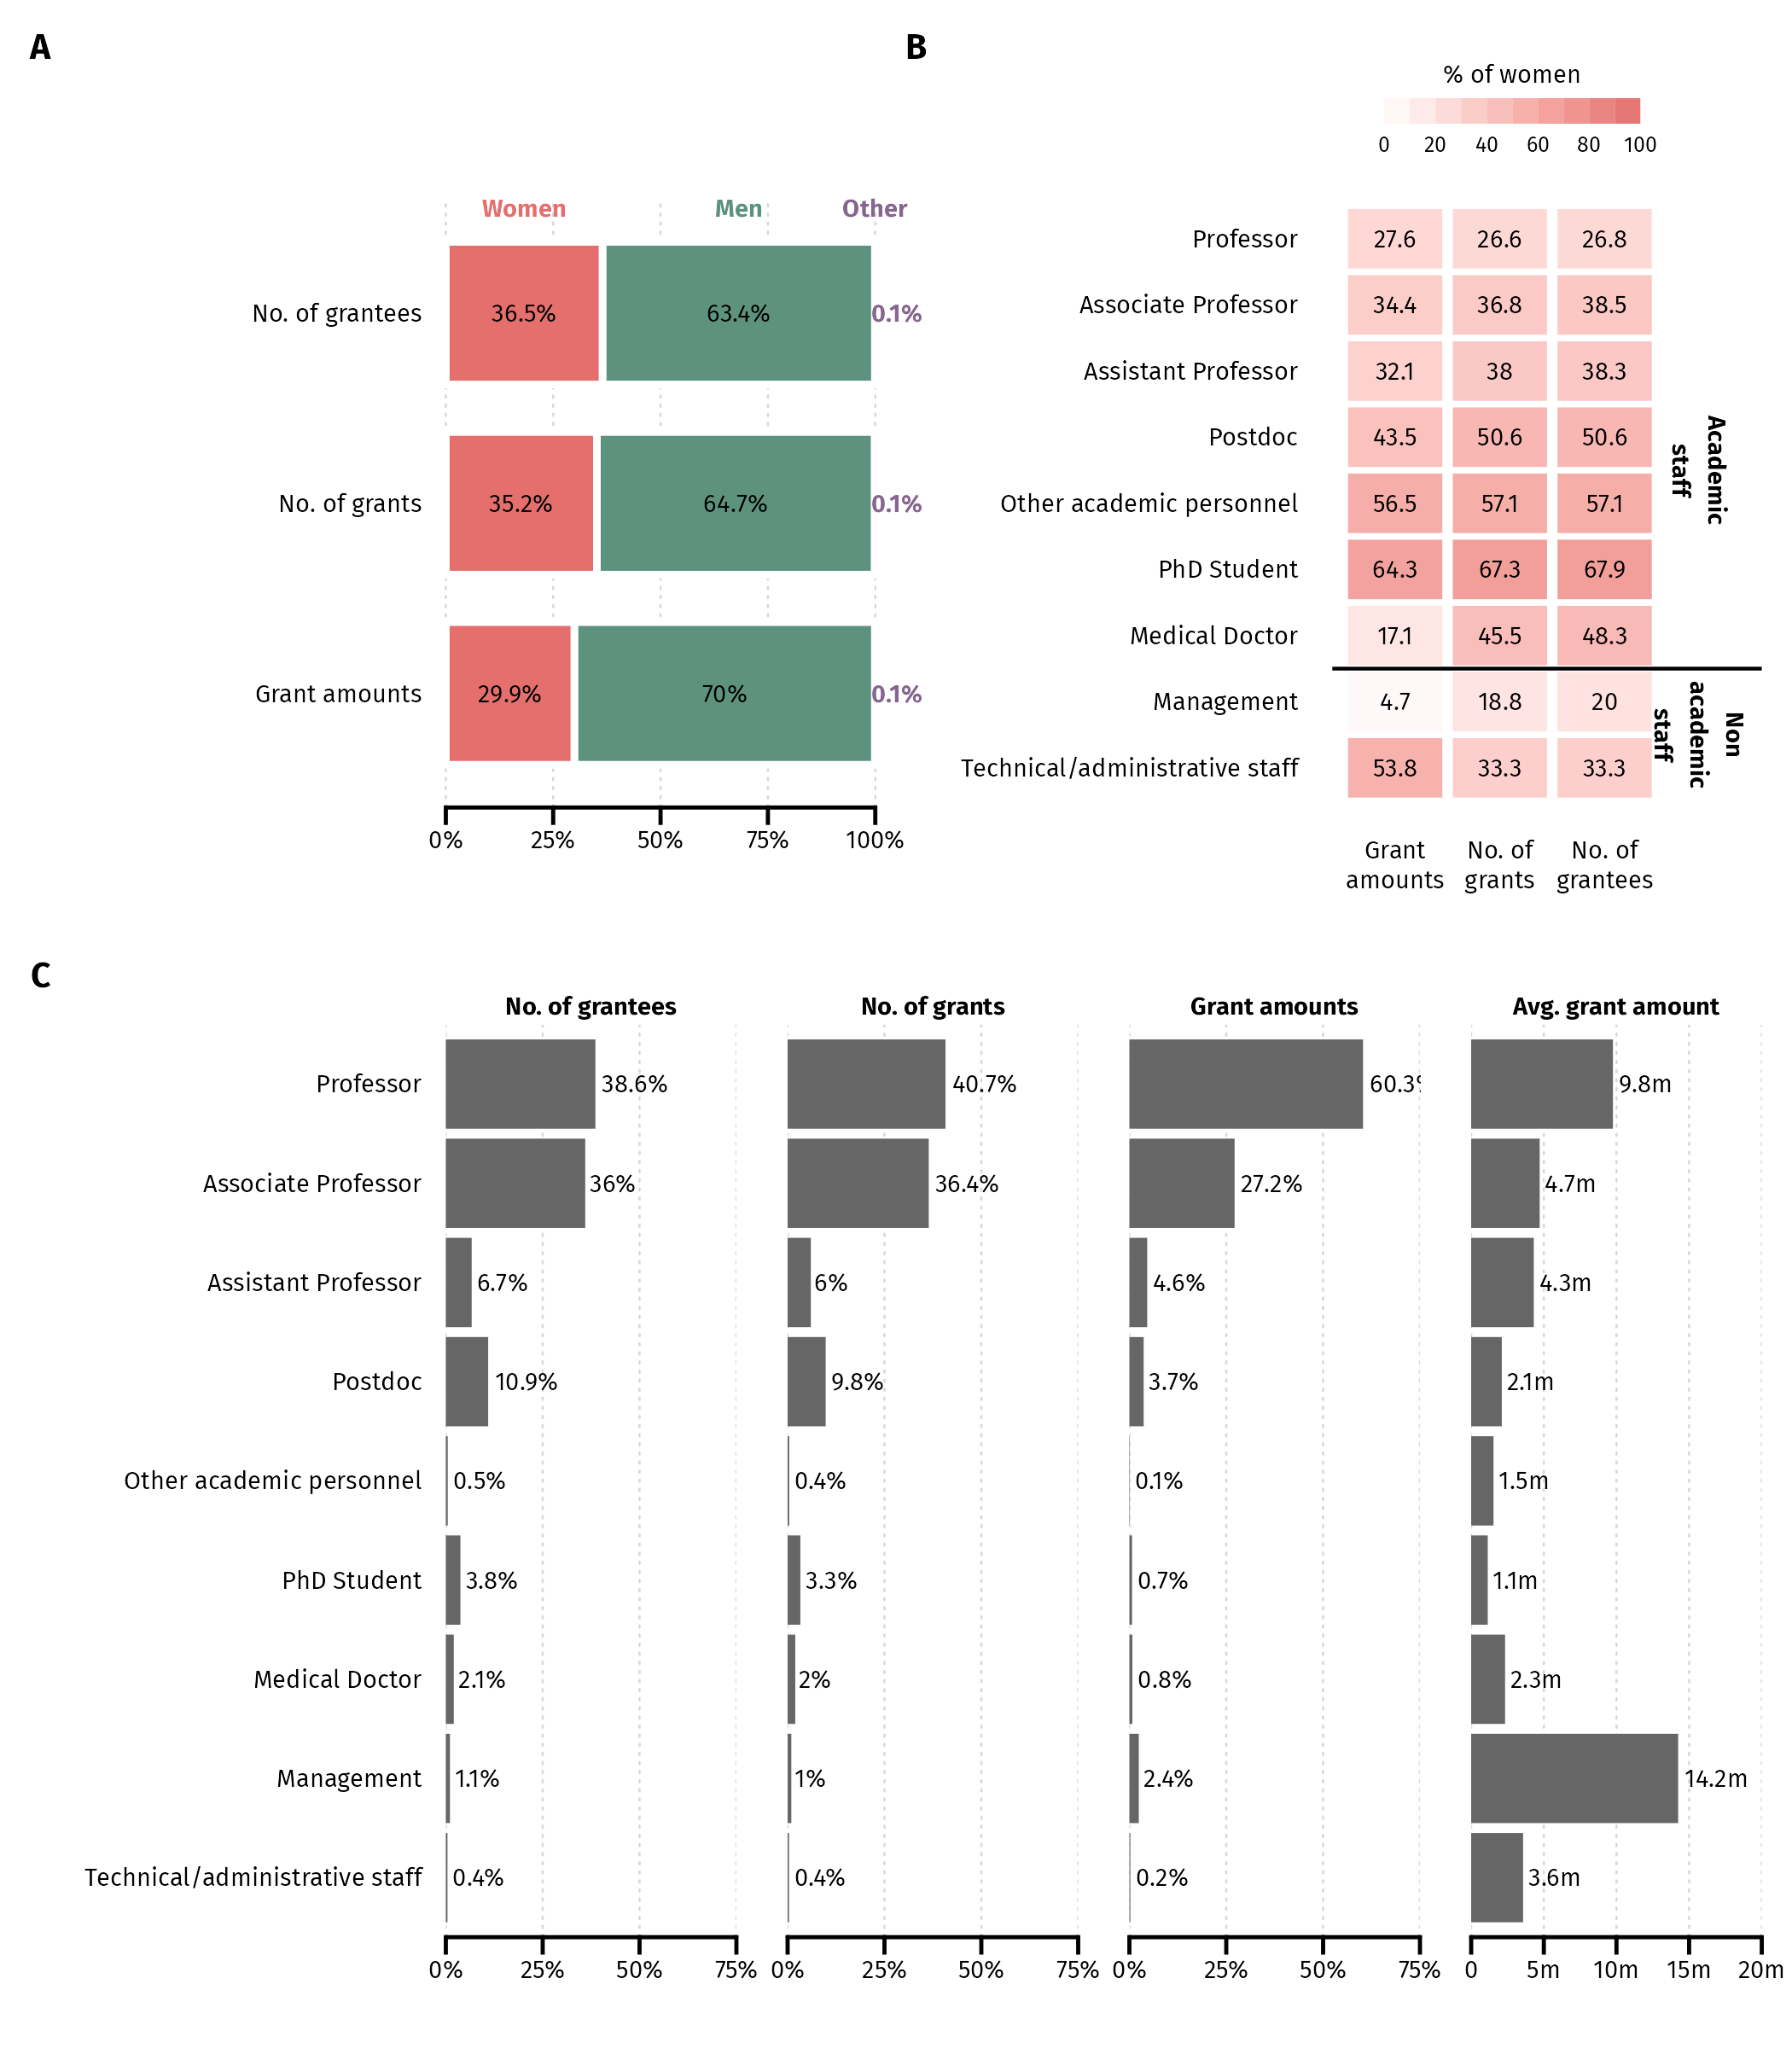 A
Women Men Other
No. of grantees 36.5% 63.4% 0.1%
No. of grants 35.2% 64.7% 0.1%
Grant amounts 29.9% 70% 0.1%
0% 25% 50% 75% 100%
B
% of women
0 20 40 60 80 100
Professor 27.6 26.6 26.8
Associate Professor 34.4 36.8 38.5
Assistant Professor 32.1 38 38.3
Postdoc 43.5 50.6 50.6
Other academic personnel 56.5 57.1 57.1
PhD Student 64.3 67.3 67.9
Medical Doctor 17.1 45.5 48.3
Management 4.7 18.8 20
Technical/administrative staff 53.8 33.3 33.3
Academic
staff
Non
academic
staff
Grant No. of No. of
amounts grants grantees
C
No. of grantees No. of grants Grant amounts Avg. grant amount
Professor 38.6% 40.7% 60.3% 9.8m
Associate Professor 36% 36.4% 27.2% 4.7m
Assistant Professor 6.7% 6% 4.6% 4.3m
Postdoc 10.9% 9.8% 3.7% 2.1m
Other academic personnel 0.5% 0.4% 0.1% 1.5m
PhD Student 3.8% 3.3% 0.7% 1.1m
Medical Doctor 2.1% 2% 0.8% 2.3m
Management 1.1% 1% 2.4% 14.2m
Technical/administrative staff 0.4% 0.4% 0.2% 3.6m
0% 25% 50% 75% 0% 25% 50% 75% 0% 25% 50% 75% 0 5m 10m 15m 20m